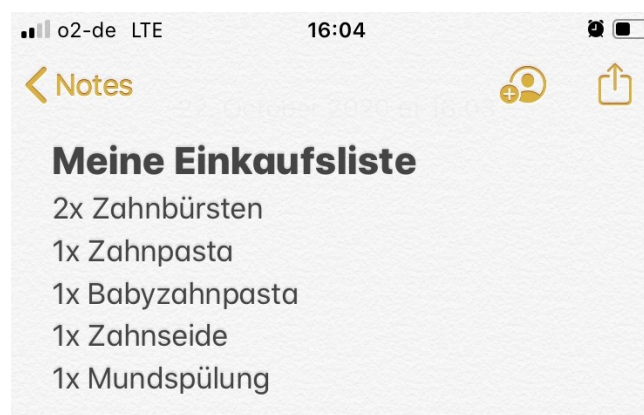 o2-de LTE 16:04
Notes
Meine Einkaufsliste
2x Zahnbürsten
1x Zahnpasta
1x Babyzahnpasta
1x Zahnseide
1x Mundspülung